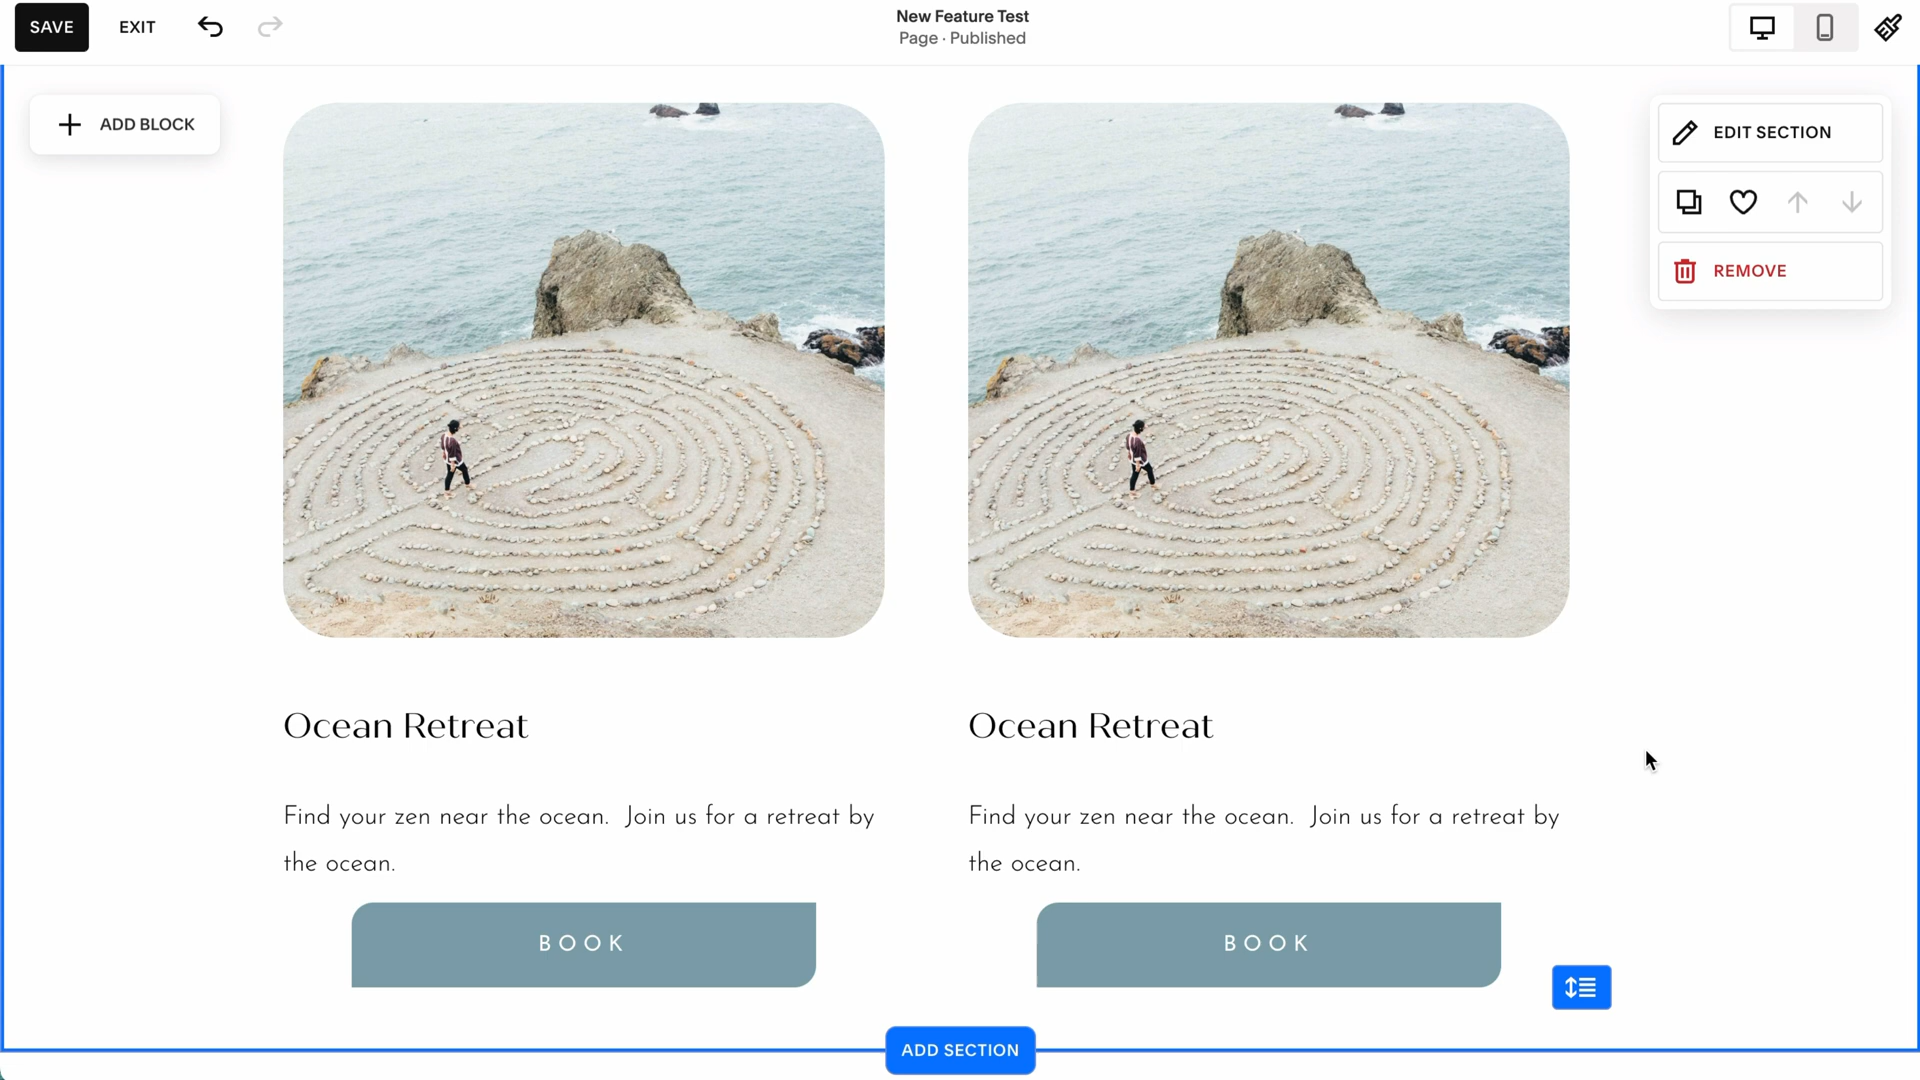 SAVE
EXIT
New Feature Test
Page · Published
ADD BLOCK
EDIT SECTION
REMOVE
Ocean Retreat
Find your zen near the ocean.  Join us for a retreat by
the ocean.
BOOK
Ocean Retreat
Find your zen near the ocean.  Join us for a retreat by
the ocean.
BOOK
ADD SECTION